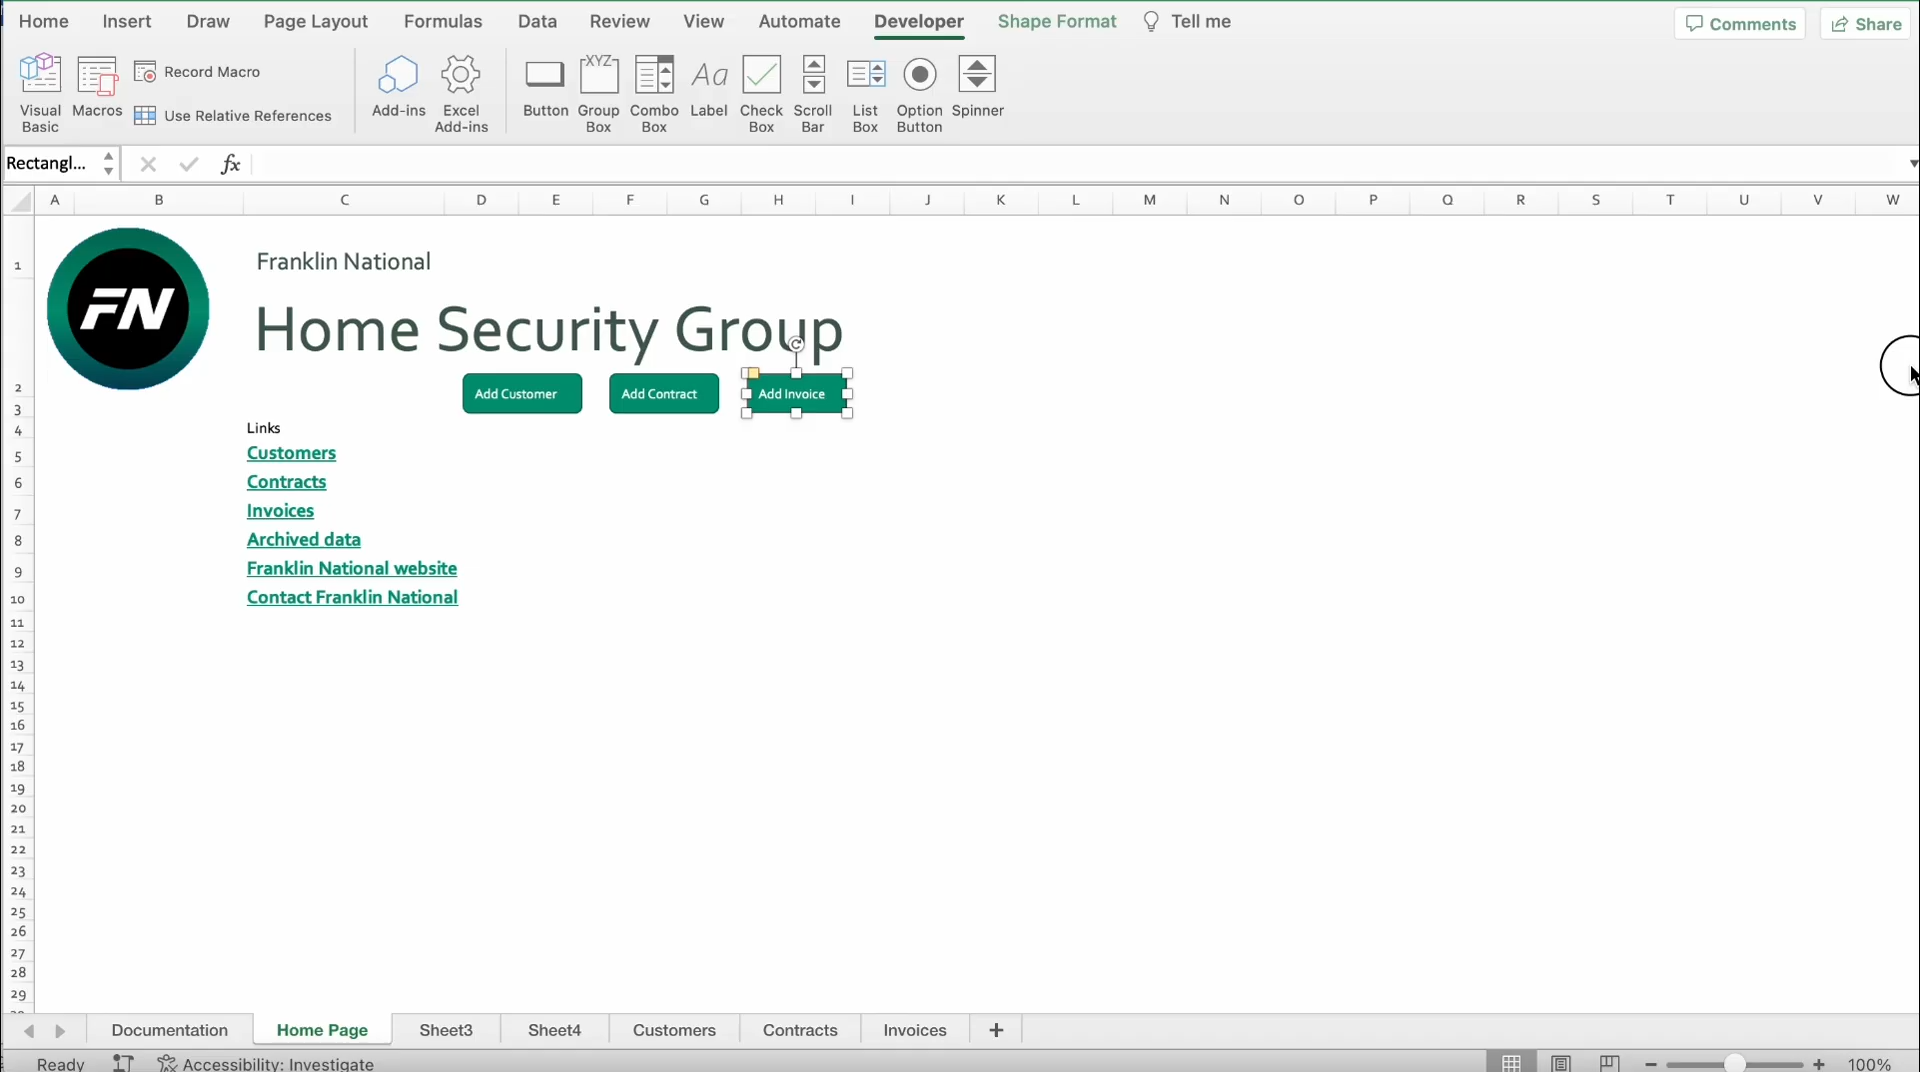 Home Insert Draw Page Layout Formulas Data Review View Automate Developer Shape Format Tell me Comments Share
Visual Basic Macros Record Macro Use Relative References Add-ins Excel Add-ins Button XYZ Group Box Combo Box Aa Label Check Box Scroll Bar List Box Option Button Spinner
Rectangl... fx
A B C D E F G H I J K L M N O P Q R S T U V W
FN
1 Franklin National
Home Security Group
2 Add Customer Add Contract Add Invoice
3
4 Links
5 Customers
6 Contracts
7 Invoices
8 Archived data
9 Franklin National website
10 Contact Franklin National
11
12
13
14
15
16
17
18
19
20
21
22
23
24
25
26
27
28
29
Documentation Home Page Sheet3 Sheet4 Customers Contracts Invoices +
Ready Accessibility: Investigate − + 100%